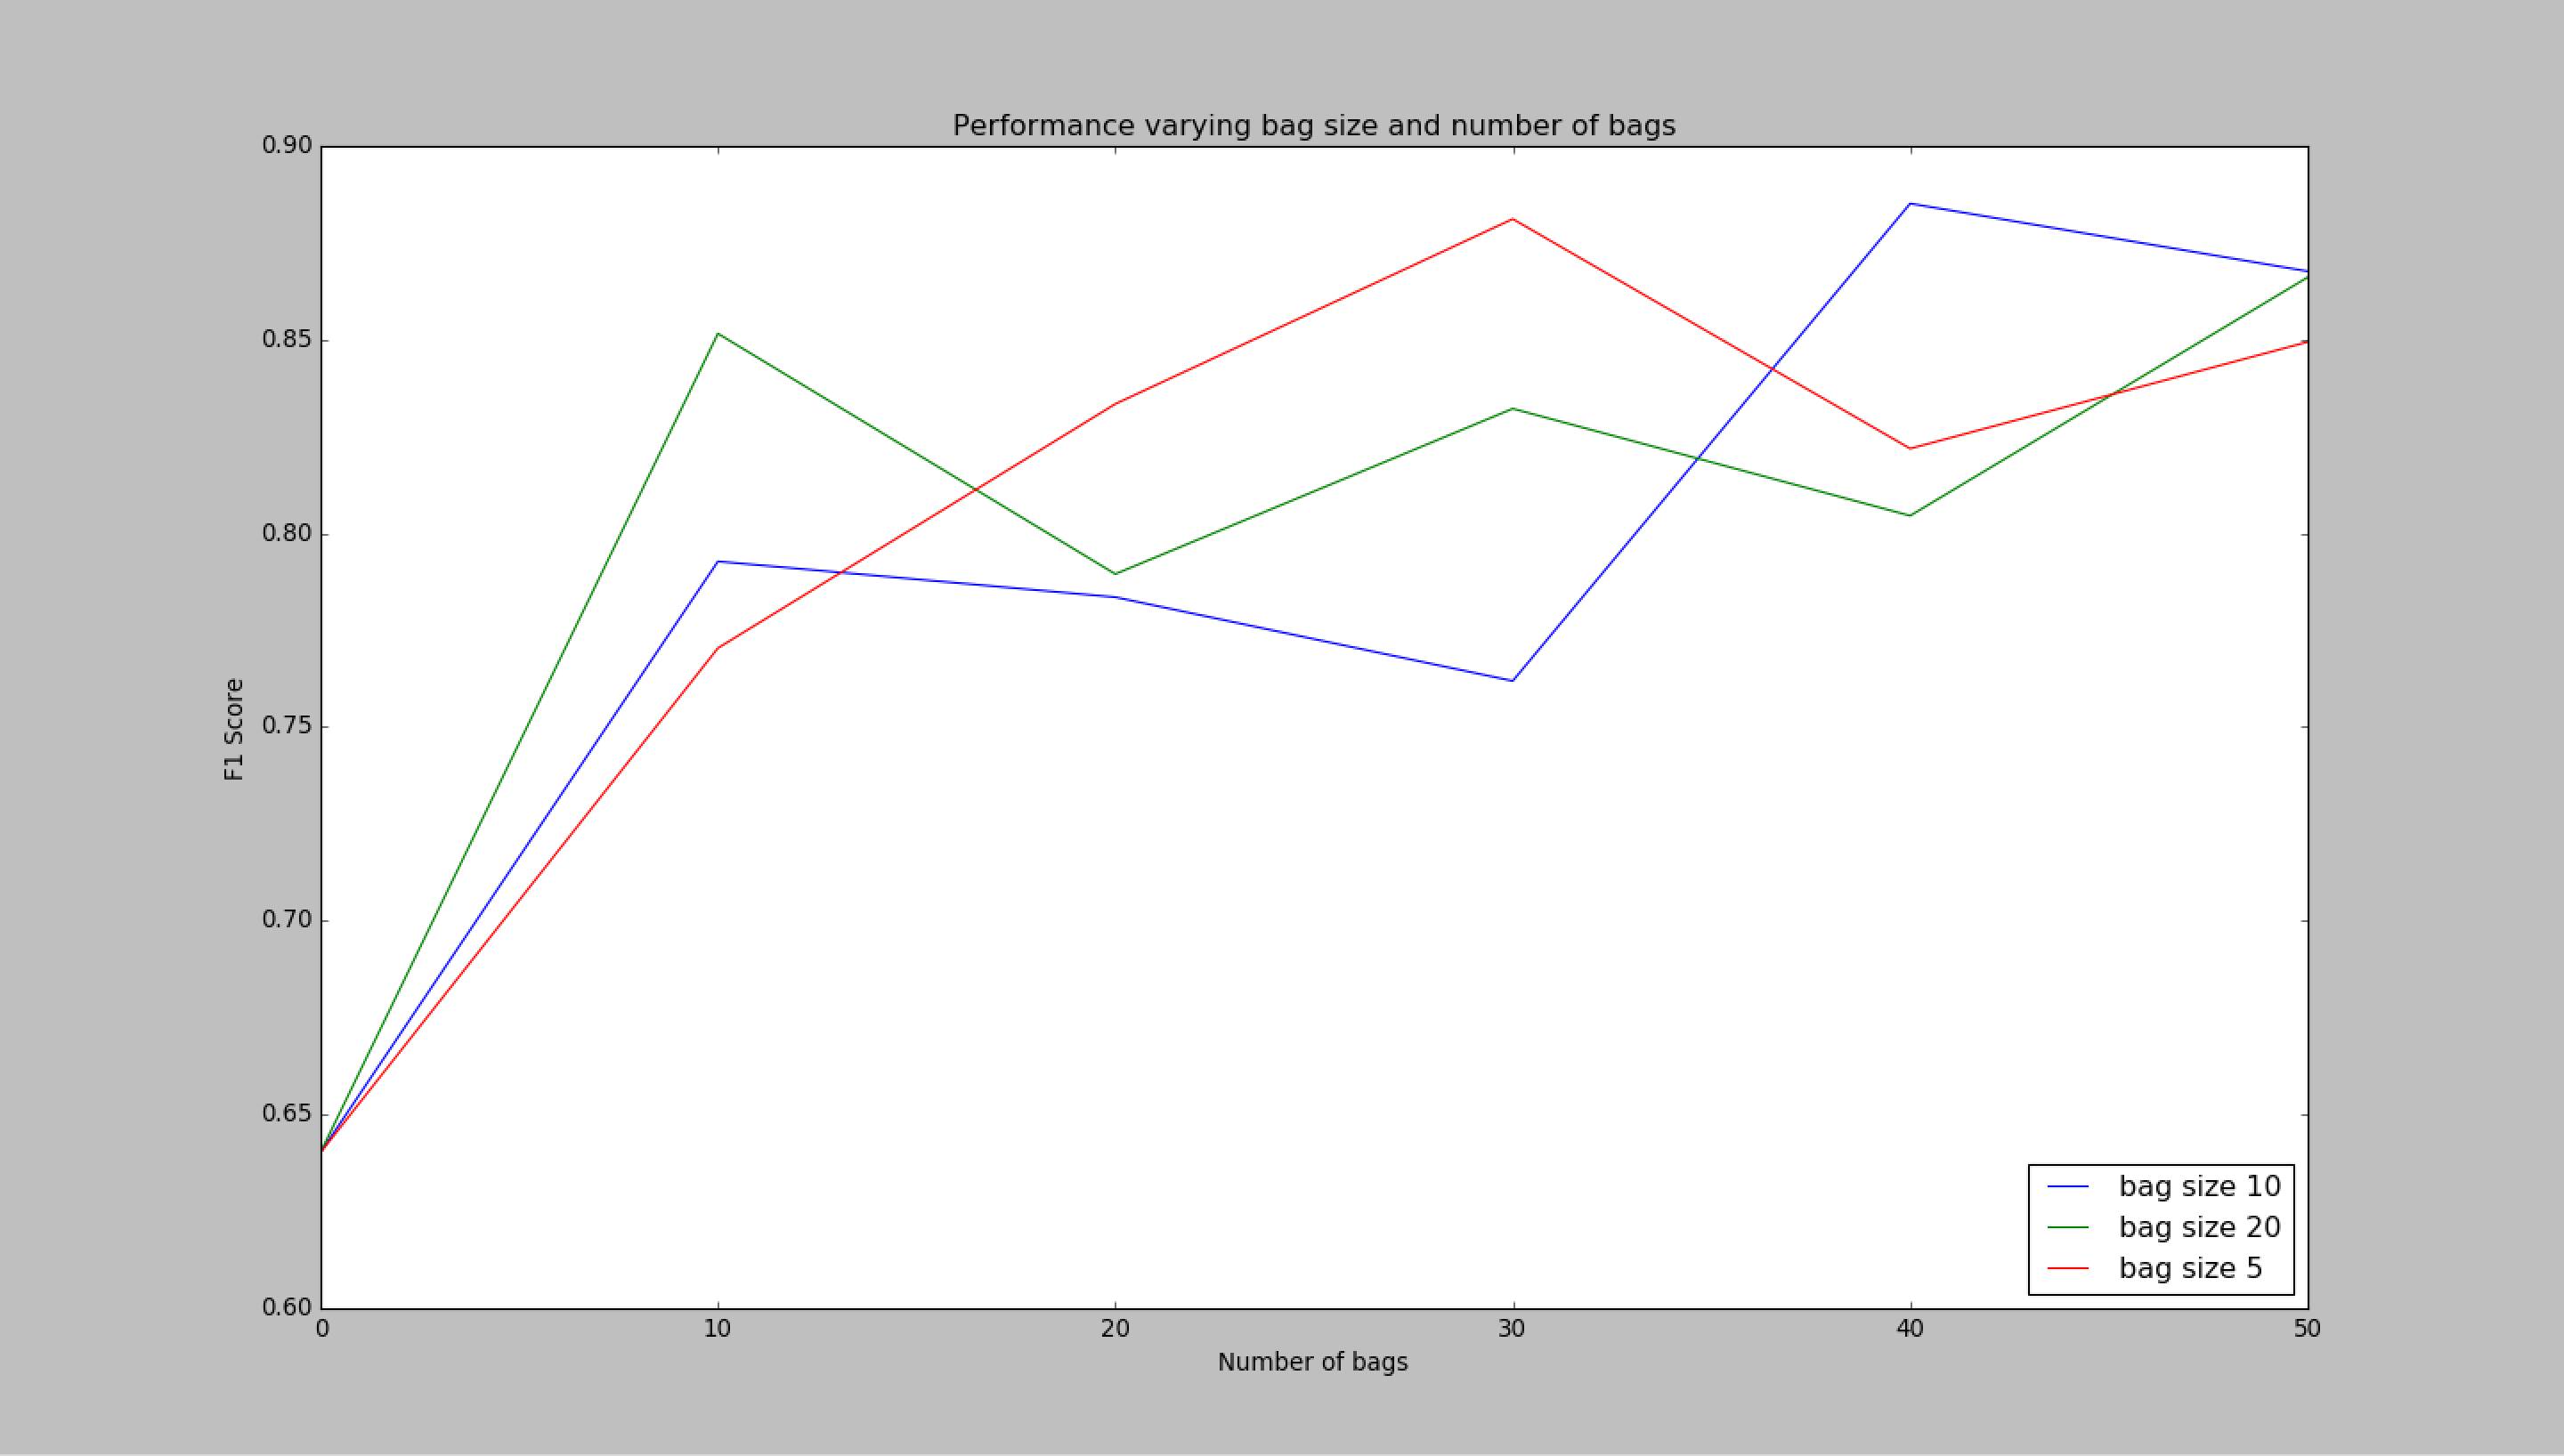 Performance varying bag size and number of bags
0.90
0.85
0.80
0.75
0.70
0.65
0.60
F1 Score
0 10 20 30 40 50
Number of bags
bag size 10
bag size 20
bag size 5